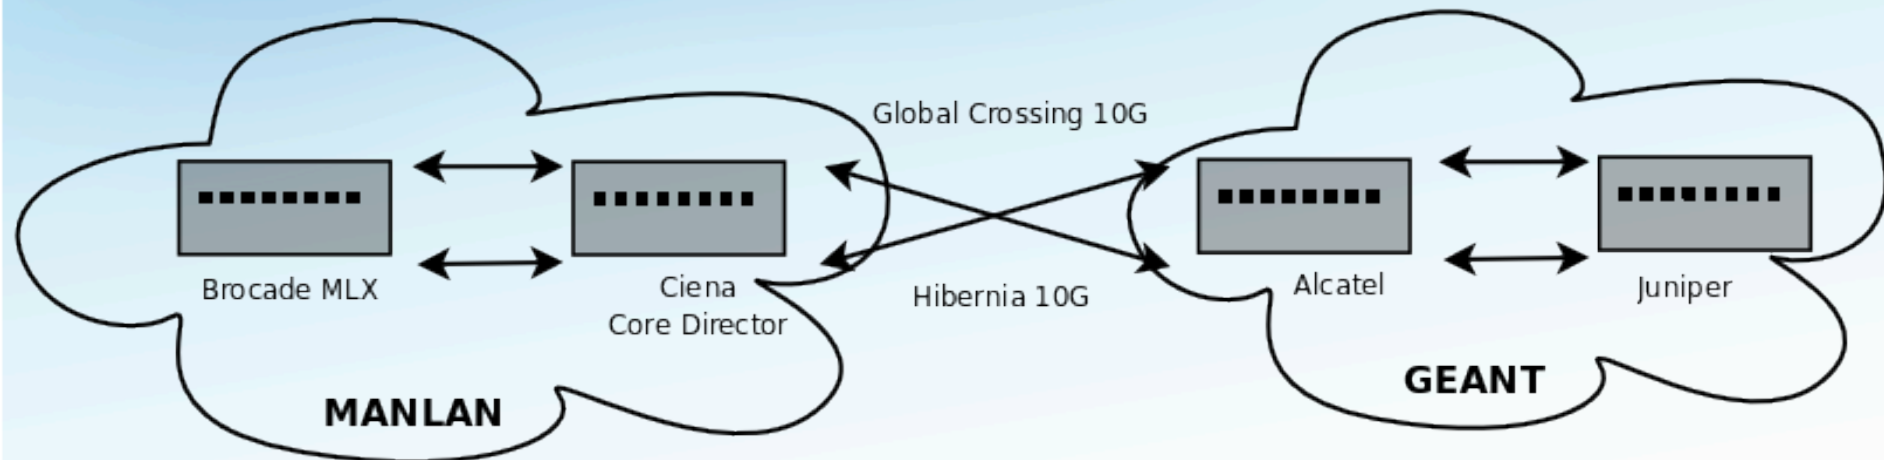 Global Crossing 10G
Brocade MLX
Ciena
Core Director
Hibernia 10G
Alcatel
Juniper
MANLAN
GEANT